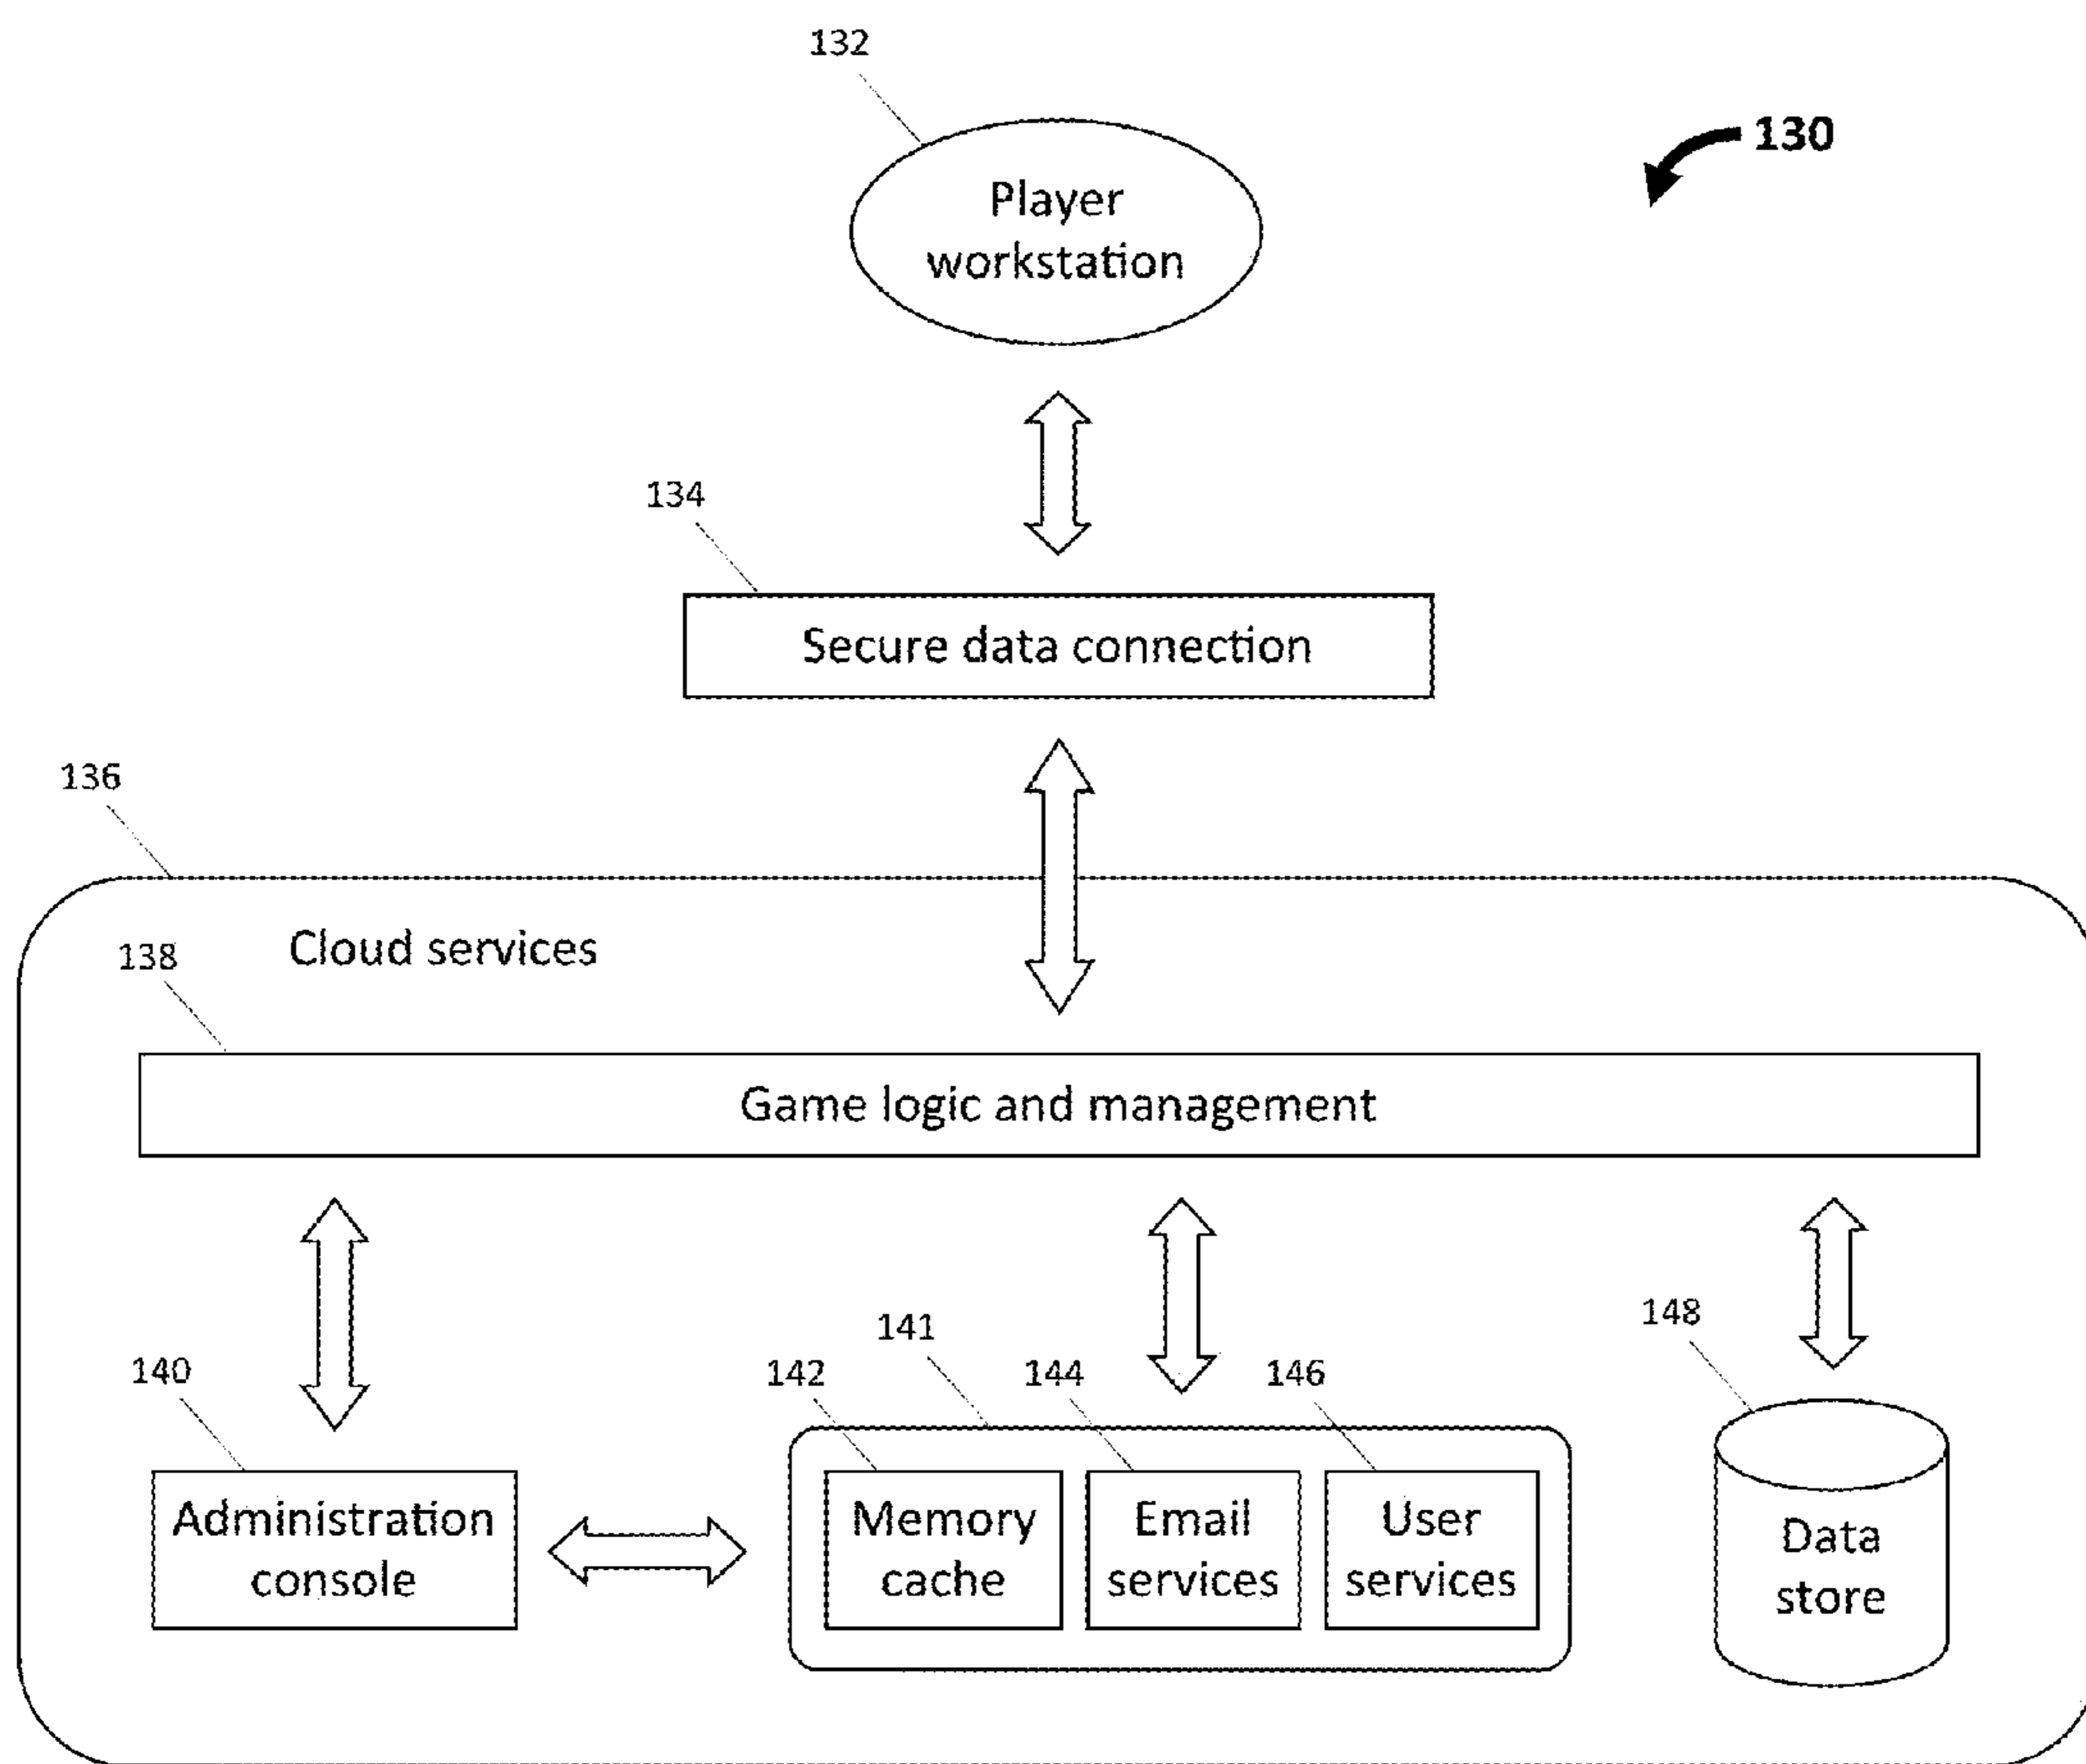 132
130
Player
workstation
134
Secure data connection
136
Cloud services
138
Game logic and management
141
148
140
142
144
146
Administration
console
Memory
cache
Email
services
User
services
Data
store